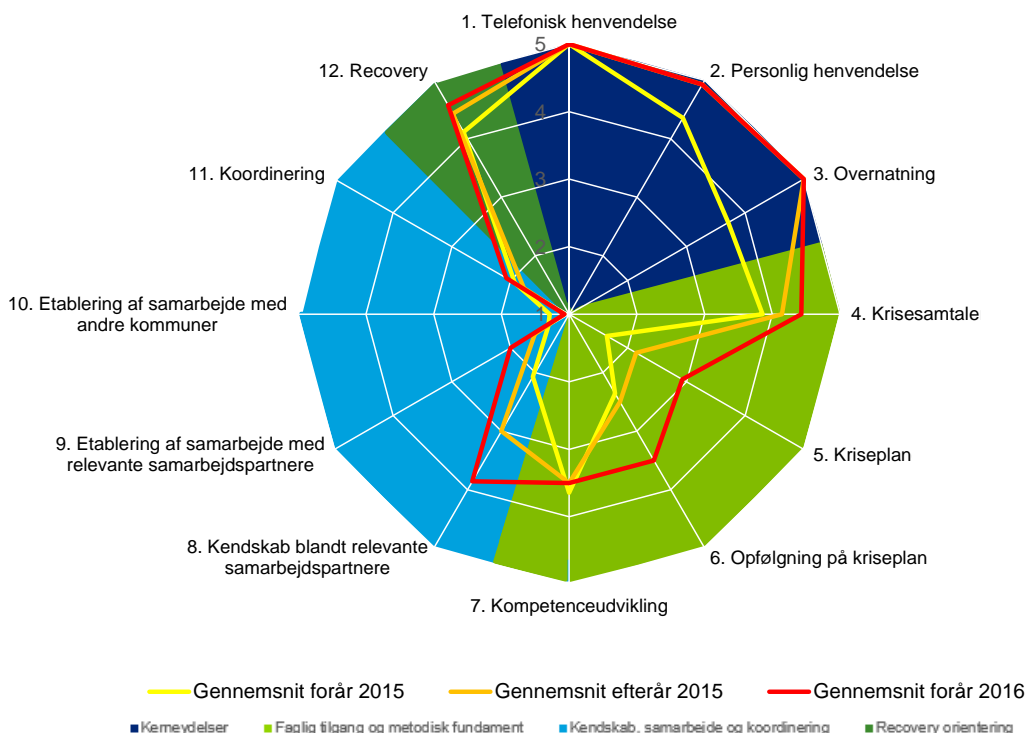 1. Telefonisk henvendelse
5
12. Recovery
2. Personlig henvendelse
4
11. Koordinering
3
3. Overnatning
2
10. Etablering af samarbejde med
andre kommuner
1
4. Krisesamtale
9. Etablering af samarbejde med
relevante samarbejdspartnere
5. Kriseplan
8. Kendskab blandt relevante
samarbejdspartnere
6. Opfølgning på kriseplan
7. Kompetenceudvikling
Gennemsnit forår 2015
Gennemsnit efterår 2015
Gennemsnit forår 2016
Kerneydelser
Faglig tilgang og metodisk fundament
Kendskab, samarbejde og koordinering
Recovery orientering